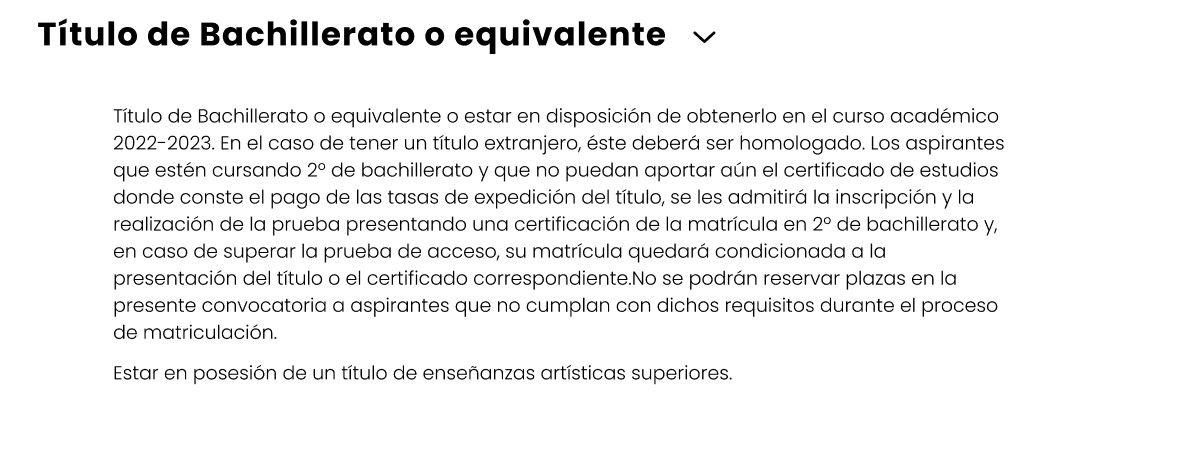 Título de Bachillerato o equivalente
Título de Bachillerato o equivalente o estar en disposición de obtenerlo en el curso académico
2022-2023. En el caso de tener un título extranjero, éste deberá ser homologado. Los aspirantes
que estén cursando 2º de bachillerato y que no puedan aportar aún el certificado de estudios
donde conste el pago de las tasas de expedición del título, se les admitirá la inscripción y la
realización de la prueba presentando una certificación de la matrícula en 2º de bachillerato y,
en caso de superar la prueba de acceso, su matrícula quedará condicionada a la
presentación del título o el certificado correspondiente.No se podrán reservar plazas en la
presente convocatoria a aspirantes que no cumplan con dichos requisitos durante el proceso
de matriculación.
Estar en posesión de un título de enseñanzas artísticas superiores.